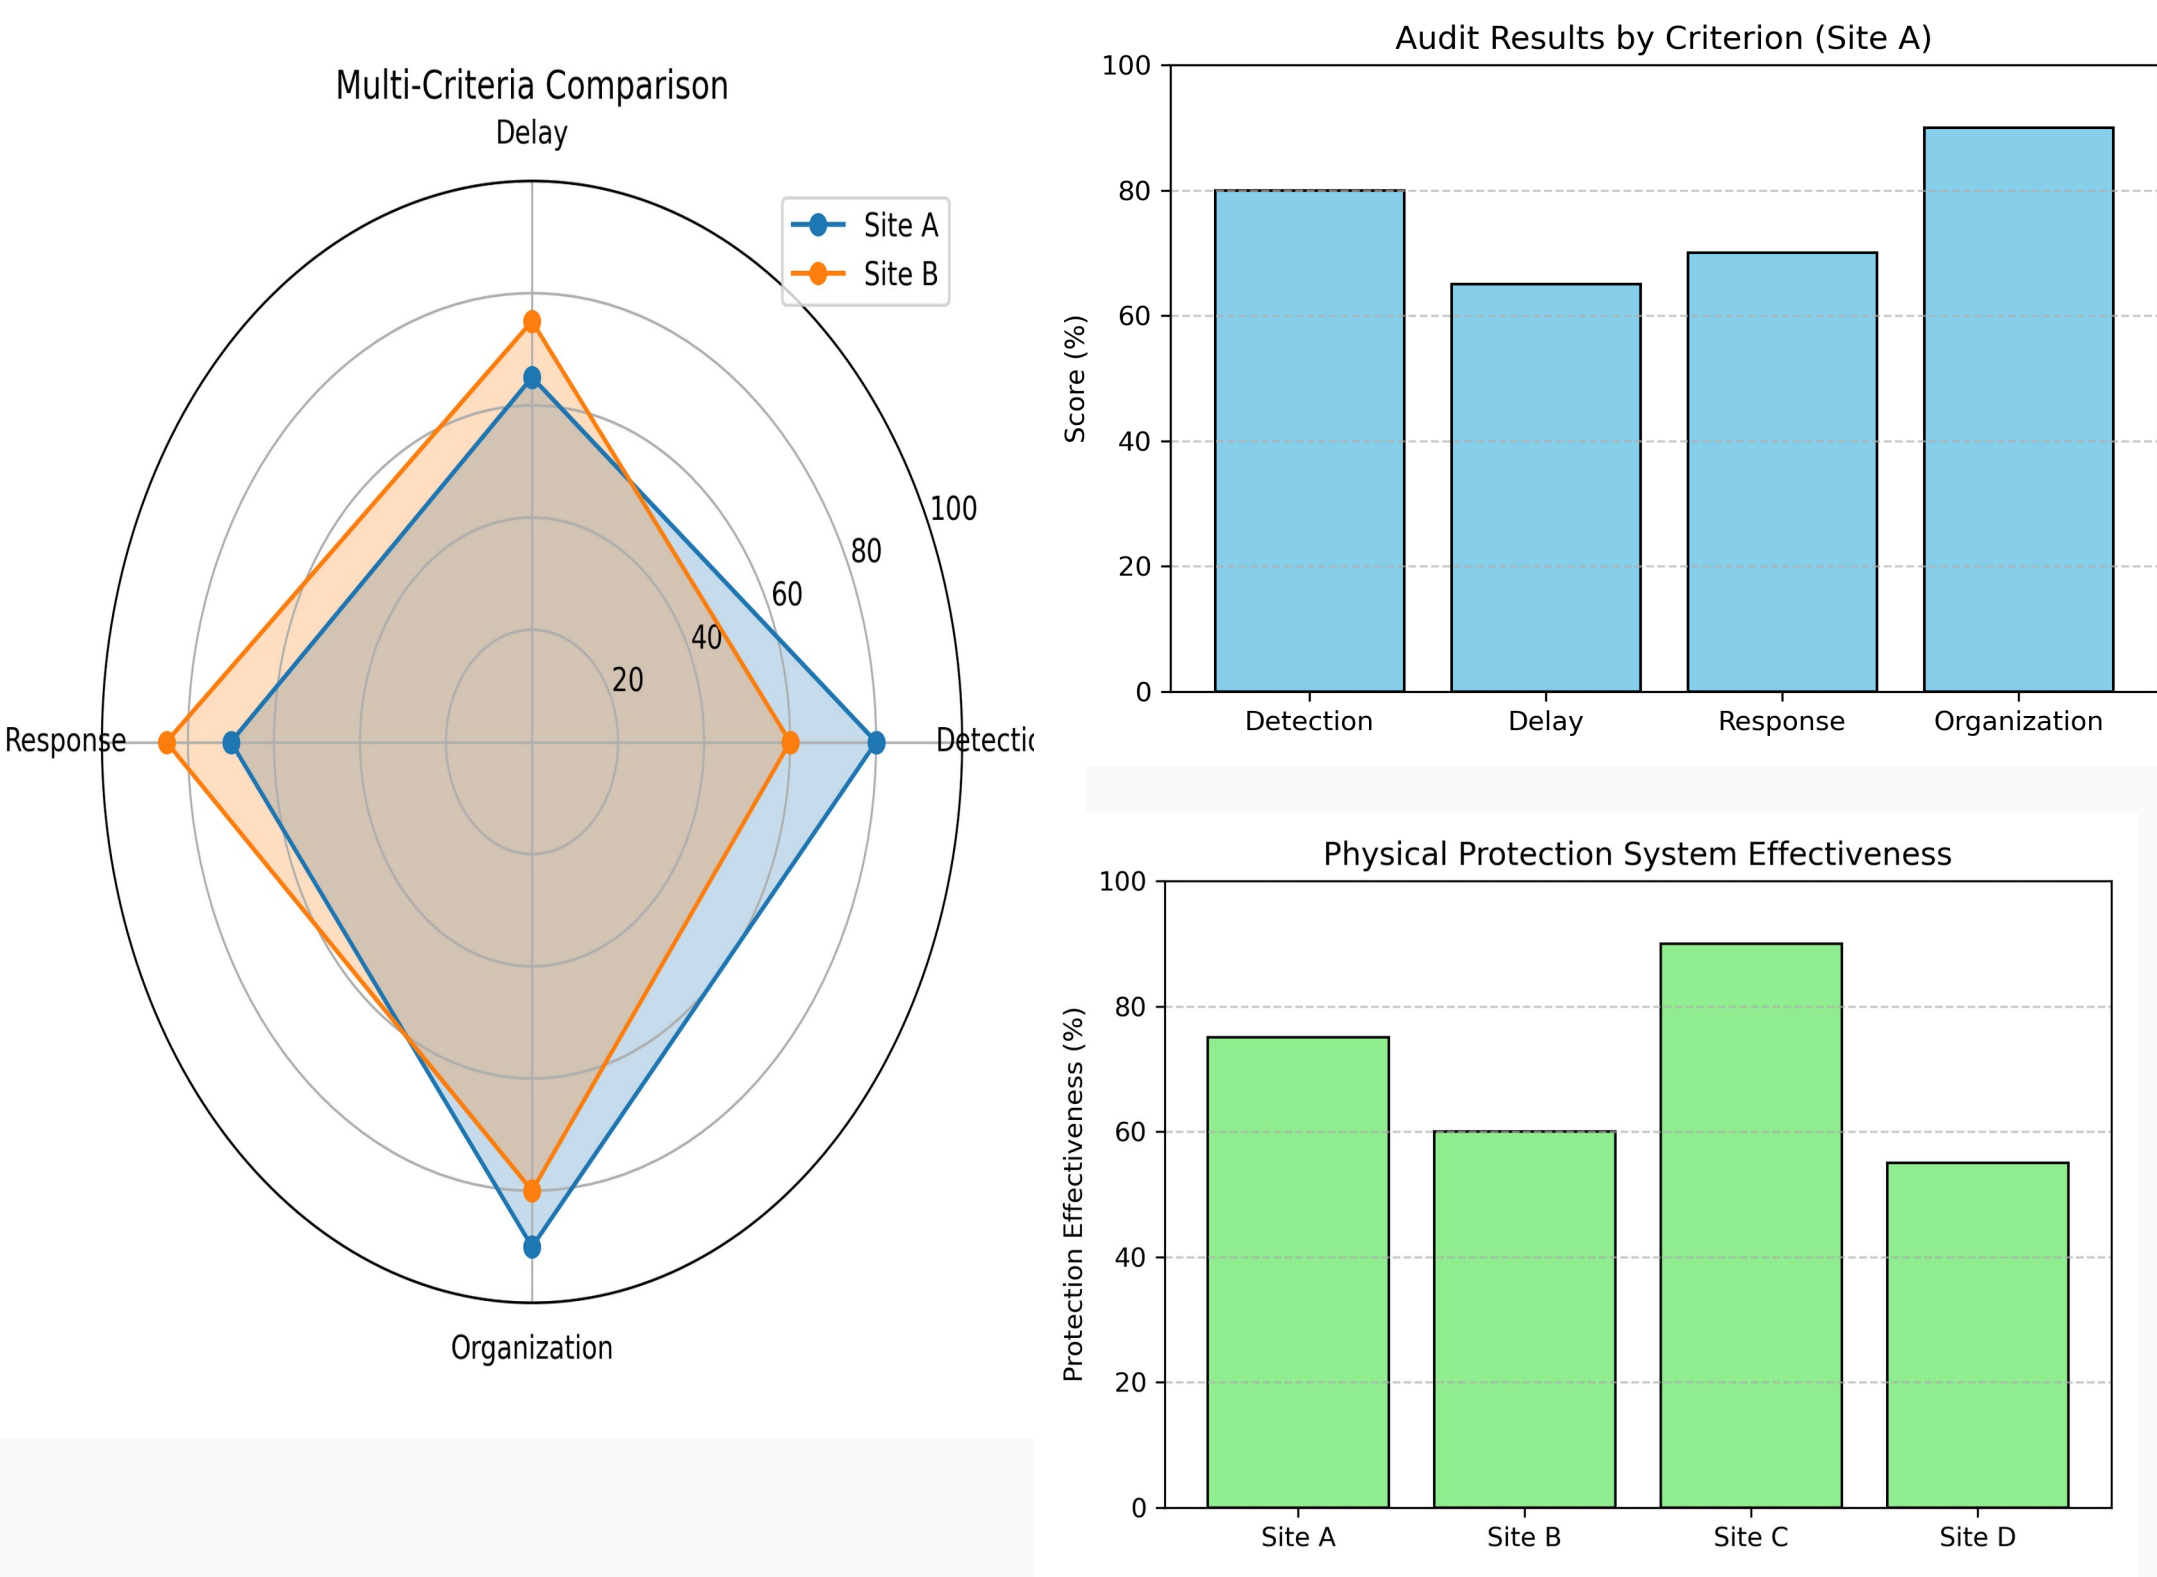 Multi-Criteria Comparison
Delay
Site A
Site B
100
80
60
40
20
Response
Detectio
Organization
Audit Results by Criterion (Site A)
Score (%)
100
80
60
40
20
0
Detection Delay Response Organization
Physical Protection System Effectiveness
Protection Effectiveness (%)
100
80
60
40
20
0
Site A Site B Site C Site D